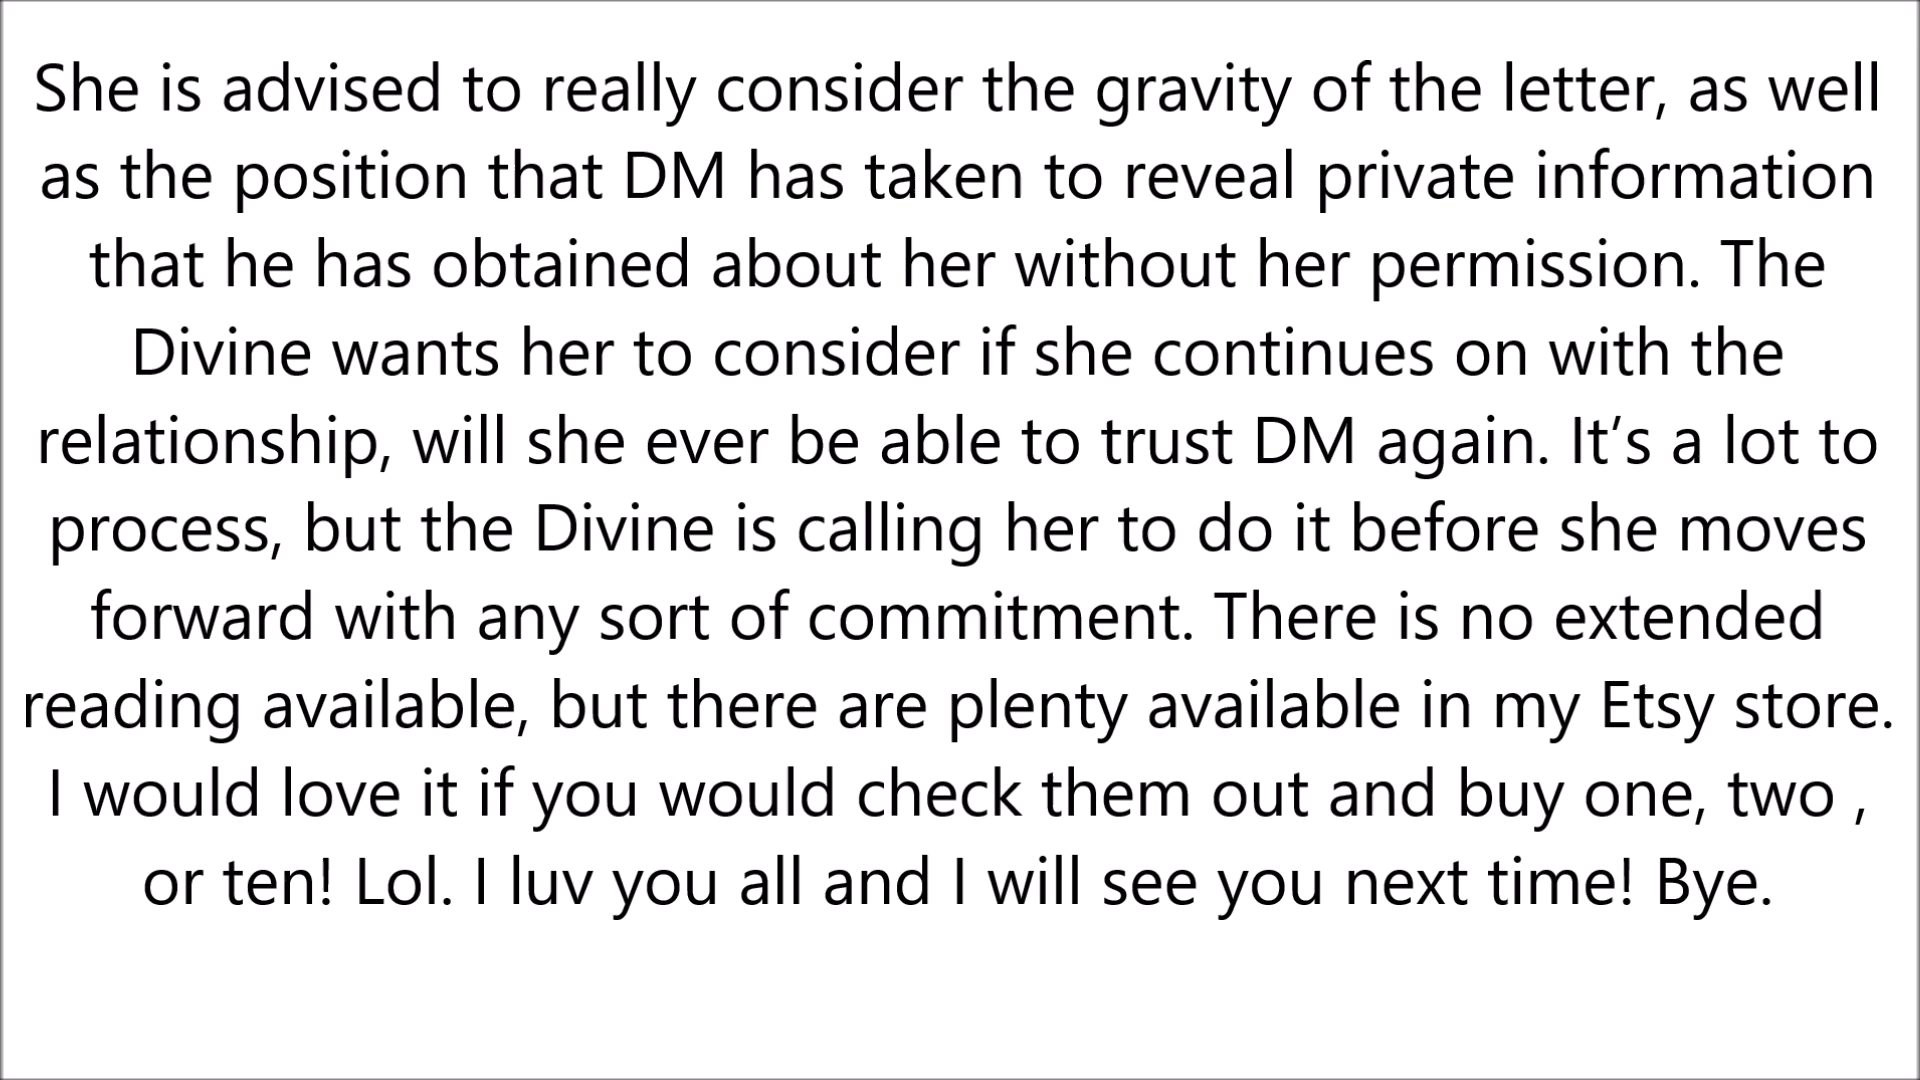 She is advised to really consider the gravity of the letter, as well
as the position that DM has taken to reveal private information
that he has obtained about her without her permission. The
Divine wants her to consider if she continues on with the
relationship, will she ever be able to trust DM again. It’s a lot to
process, but the Divine is calling her to do it before she moves
forward with any sort of commitment. There is no extended
reading available, but there are plenty available in my Etsy store.
I would love it if you would check them out and buy one, two ,
or ten! Lol. I luv you all and I will see you next time! Bye.